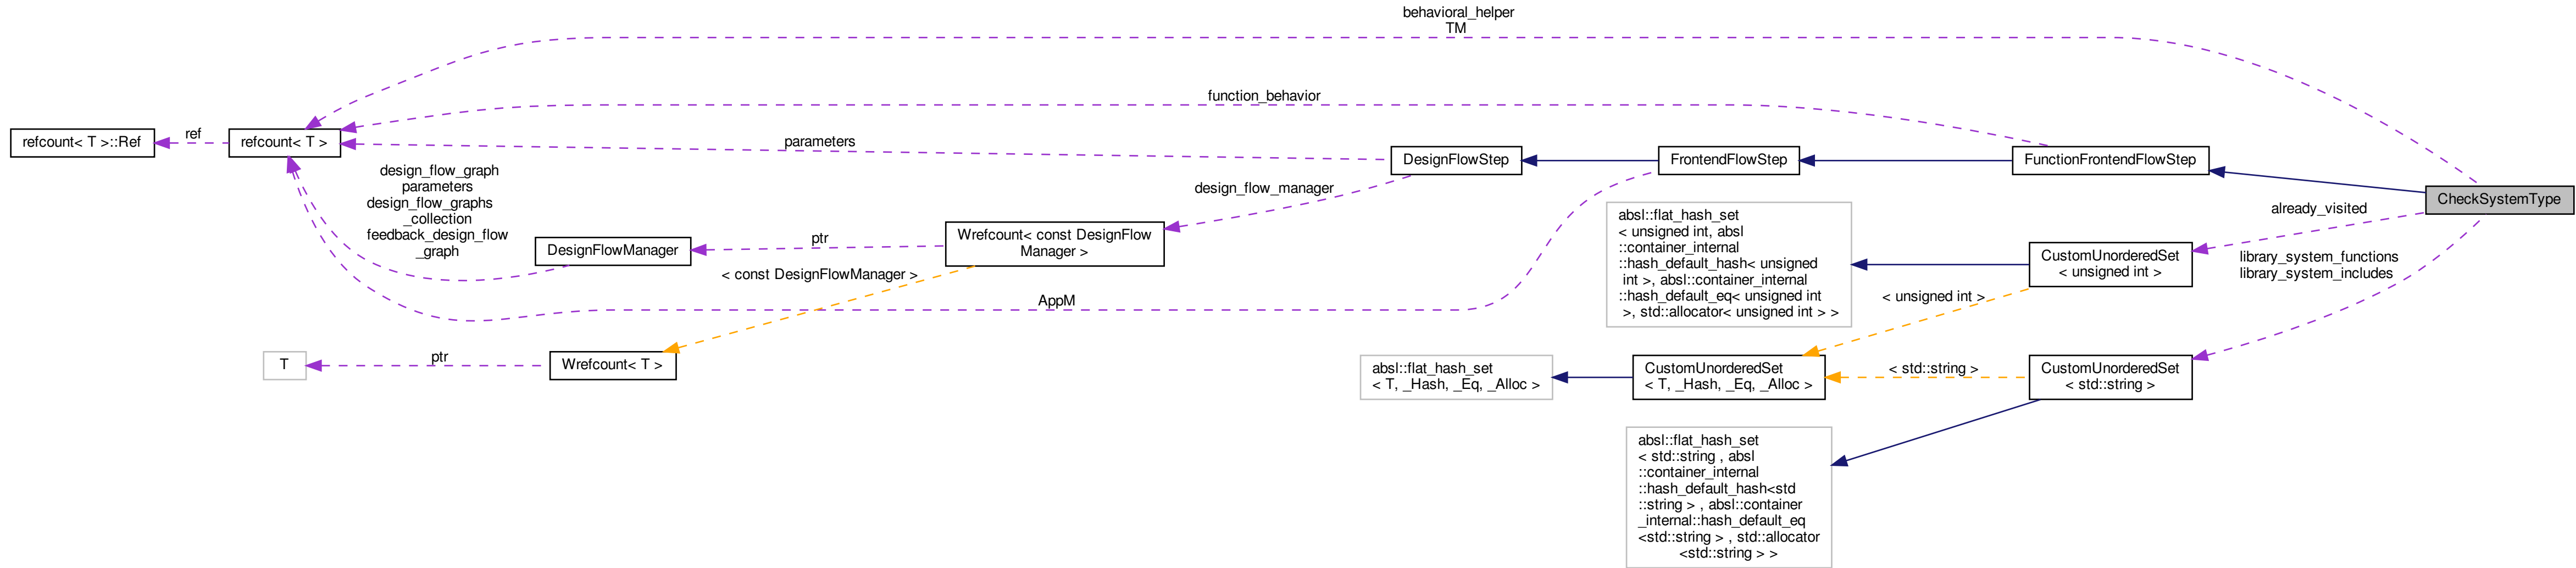 behavioral_helper
TM
function_behavior
refcount< T >::Ref
ref
refcount< T >
parameters
DesignFlowStep
FrontendFlowStep
FunctionFrontendFlowStep
CheckSystemType
design_flow_graph
parameters
design_flow_graphs
_collection
feedback_design_flow
_graph
design_flow_manager
already_visited
DesignFlowManager
ptr
Wrefcount< const DesignFlow
Manager >
absl::flat_hash_set
< unsigned int, absl
::container_internal
::hash_default_hash< unsigned
int >, absl::container_internal
::hash_default_eq< unsigned int
>, std::allocator< unsigned int > >
CustomUnorderedSet
< unsigned int >
library_system_functions
library_system_includes
< const DesignFlowManager >
AppM
< unsigned int >
T
ptr
Wrefcount< T >
absl::flat_hash_set
< T, _Hash, _Eq, _Alloc >
CustomUnorderedSet
< T, _Hash, _Eq, _Alloc >
< std::string >
CustomUnorderedSet
< std::string >
absl::flat_hash_set
< std::string , absl
::container_internal
::hash_default_hash<std
::string > , absl::container
_internal::hash_default_eq
<std::string > , std::allocator
<std::string > >